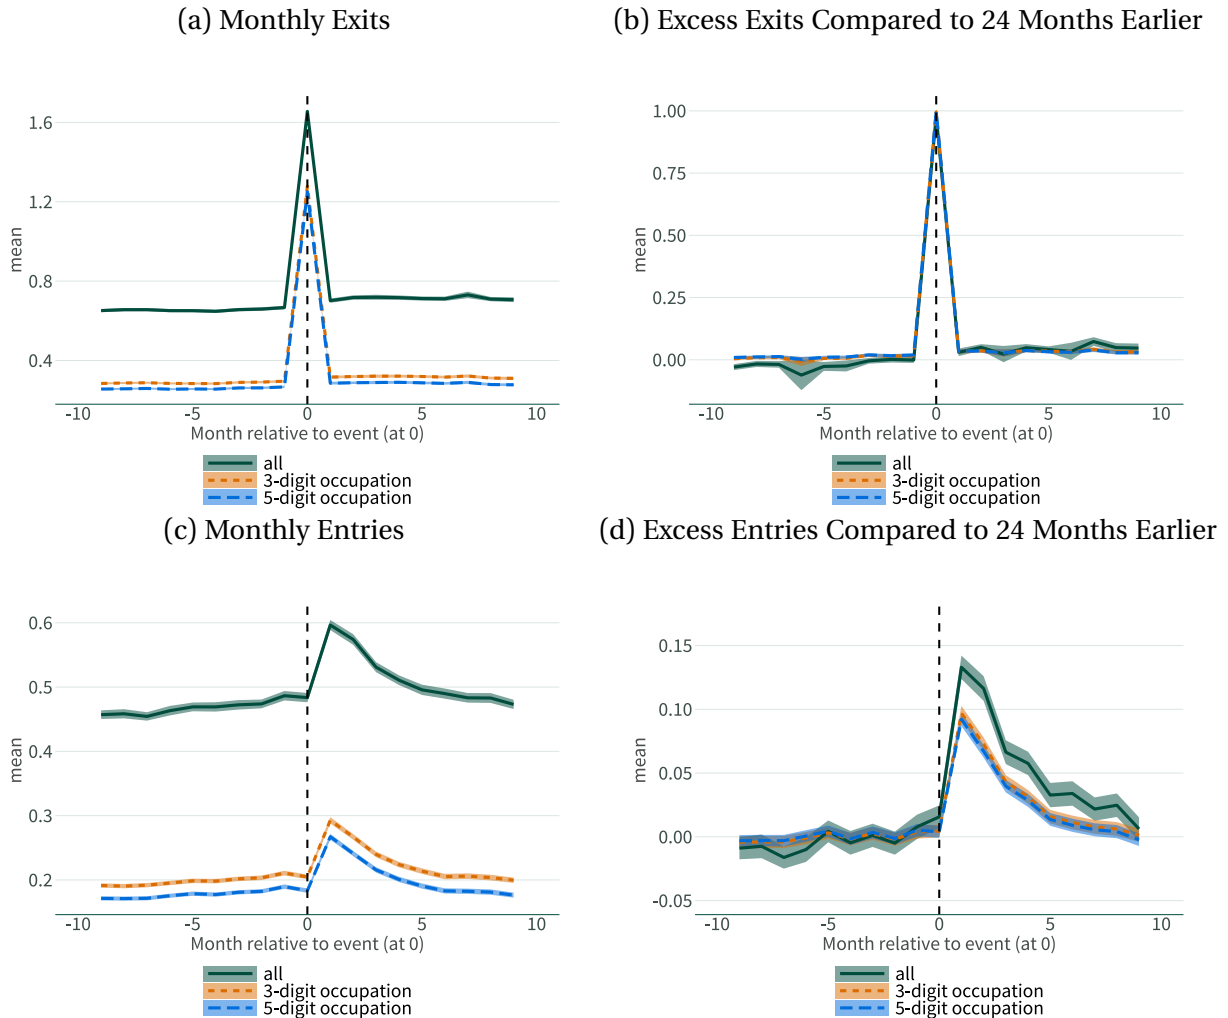 (a) Monthly Exits
1.6
1.2
0.8
0.4
mean
-10 -5 0 5 10
Month relative to event (at 0)
all
3-digit occupation
5-digit occupation
(b) Excess Exits Compared to 24 Months Earlier
1.00
0.75
0.50
0.25
0.00
mean
-10 -5 0 5 10
Month relative to event (at 0)
all
3-digit occupation
5-digit occupation
(c) Monthly Entries
0.6
0.5
0.4
0.3
0.2
mean
-10 -5 0 5 10
Month relative to event (at 0)
all
3-digit occupation
5-digit occupation
(d) Excess Entries Compared to 24 Months Earlier
0.15
0.10
0.05
0.00
-0.05
mean
-10 -5 0 5 10
Month relative to event (at 0)
all
3-digit occupation
5-digit occupation